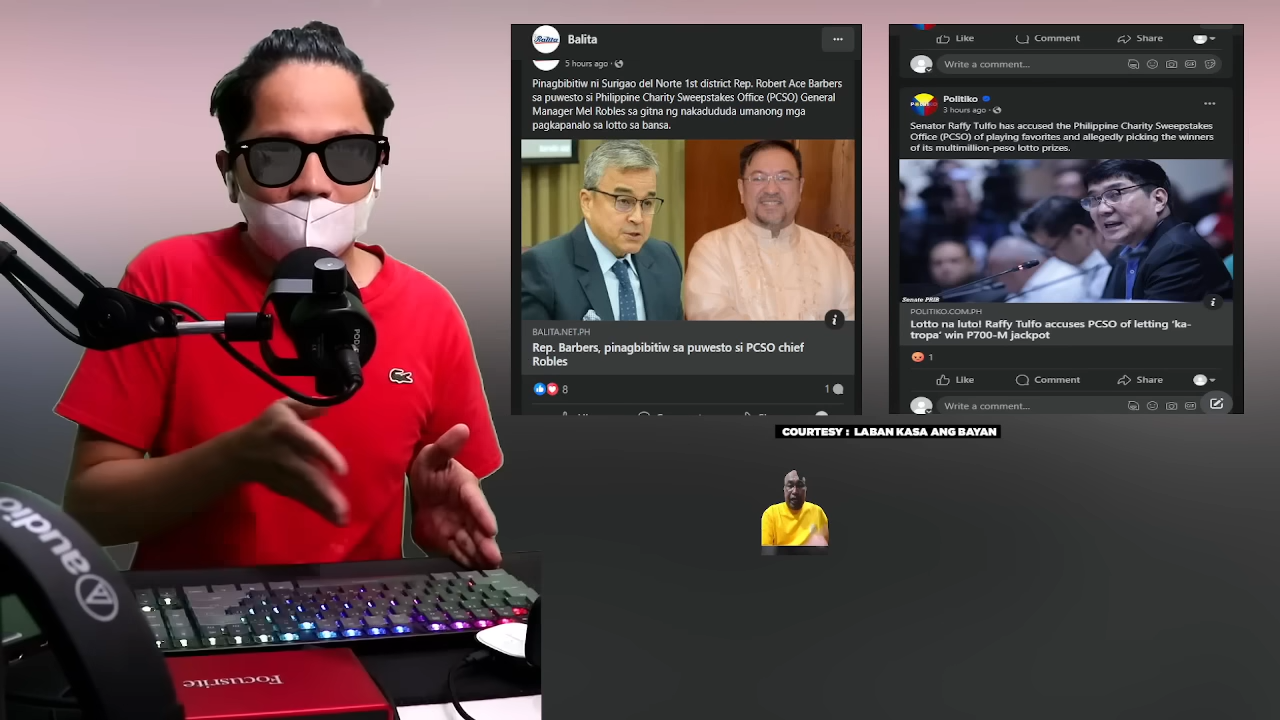 Balita
Balita
5 hours ago
Pinagbibitiw ni Surigao del Norte 1st district Rep. Robert Ace Barbers
sa puwesto si Philippine Charity Sweepstakes Office (PCSO) General
Manager Mel Robles sa gitna ng nakadududa umanong mga
pagkapanalo sa lotto sa bansa.
BALITA.NET.PH
Rep. Barbers, pinagbibitiw sa puwesto si PCSO chief
Robles
8
1
Like Comment Share
Write a comment...
Politiko
3 hours ago
Senator Raffy Tulfo has accused the Philippine Charity Sweepstakes
Office (PCSO) of playing favorites and allegedly picking the winners
of its multimillion-peso lotto prizes.
Senate PRIB
POLITIKO.COM.PH
Lotto na luto! Raffy Tulfo accuses PCSO of letting ‘ka-
tropa’ win P700-M jackpot
1
Like Comment Share
Write a comment...
COURTESY : LABAN KASA ANG BAYAN
audio
Focusrite